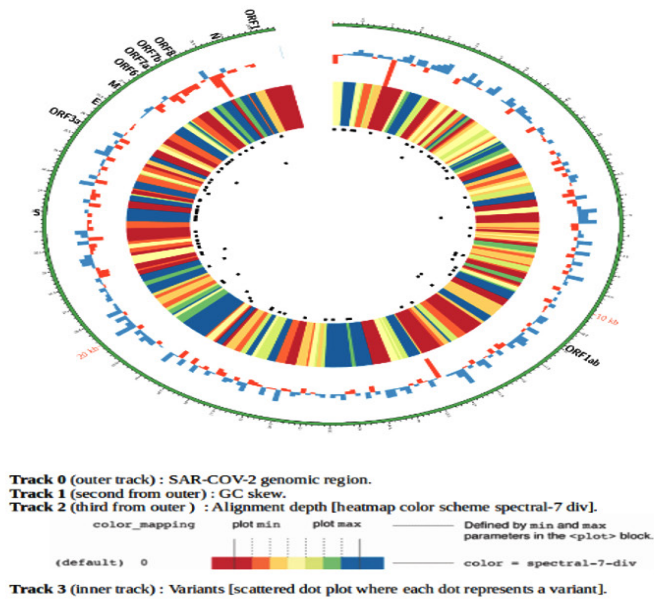 ORF1
N
ORF8
ORF7b
ORF7a
ORF6
M
E
ORF3a
S
10 kb
20 kb
ORF1ab
Track 0 (outer track) : SAR-COV-2 genomic region.
Track 1 (second from outer) : GC skew.
Track 2 (third from outer ) : Alignment depth [heatmap color scheme spectral-7 div].
color_mapping plot min plot max Defined by min and max
parameters in the <plot> block.
(default) 0 color = spectral-7-div
Track 3 (inner track) : Variants [scattered dot plot where each dot represents a variant].